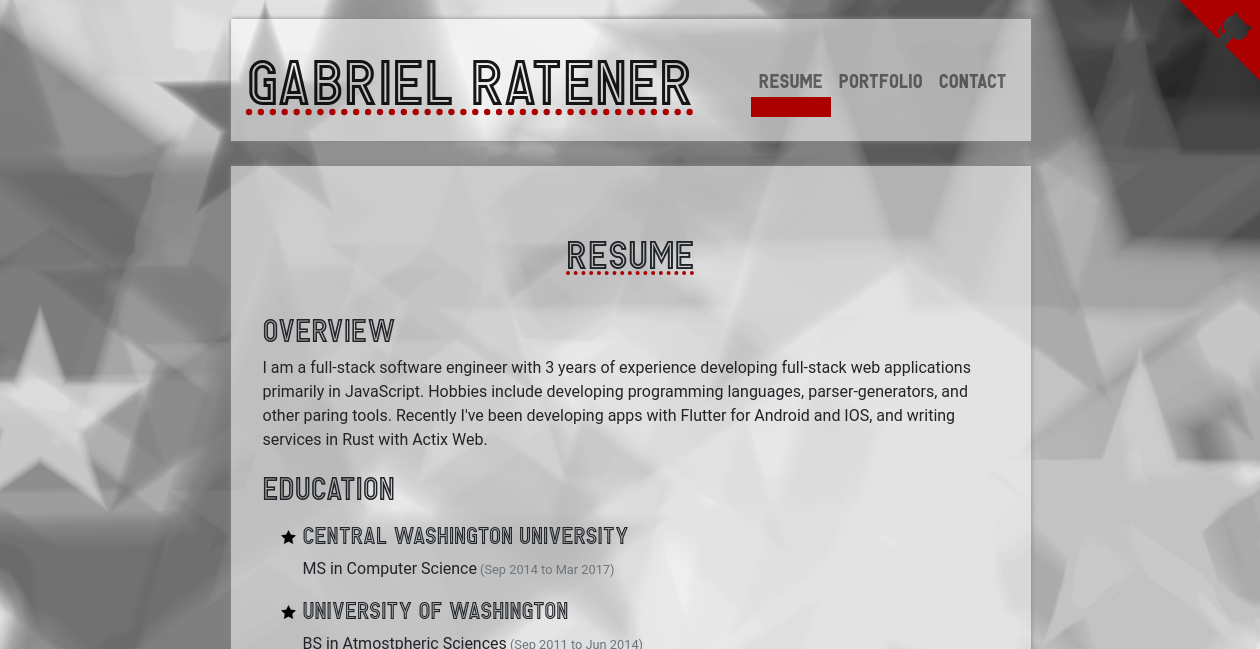 GABRIEL RATENER
RESUME PORTFOLIO CONTACT
RESUME
OVERVIEW
I am a full-stack software engineer with 3 years of experience developing full-stack web applications
primarily in JavaScript. Hobbies include developing programming languages, parser-generators, and
other paring tools. Recently I've been developing apps with Flutter for Android and IOS, and writing
services in Rust with Actix Web.
EDUCATION
CENTRAL WASHINGTON UNIVERSITY
MS in Computer Science (Sep 2014 to Mar 2017)
UNIVERSITY OF WASHINGTON
BS in Atmostpheric Sciences (Sep 2011 to Jun 2014)